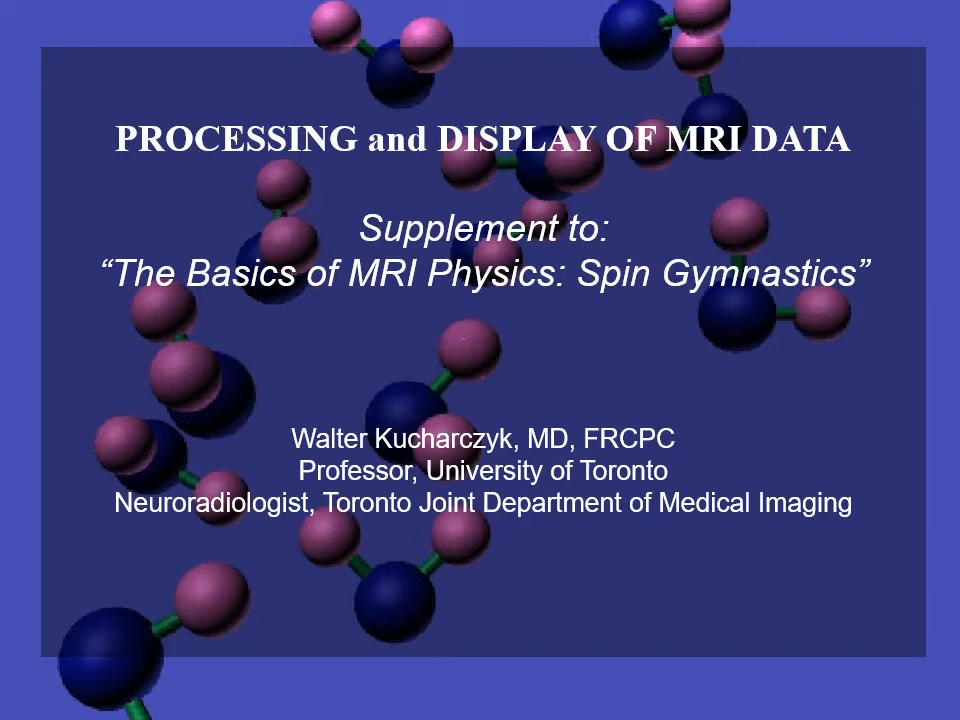 PROCESSING and DISPLAY OF MRI DATA
Supplement to:
“The Basics of MRI Physics: Spin Gymnastics”
Walter Kucharczyk, MD, FRCPC
Professor, University of Toronto
Neuroradiologist, Toronto Joint Department of Medical Imaging